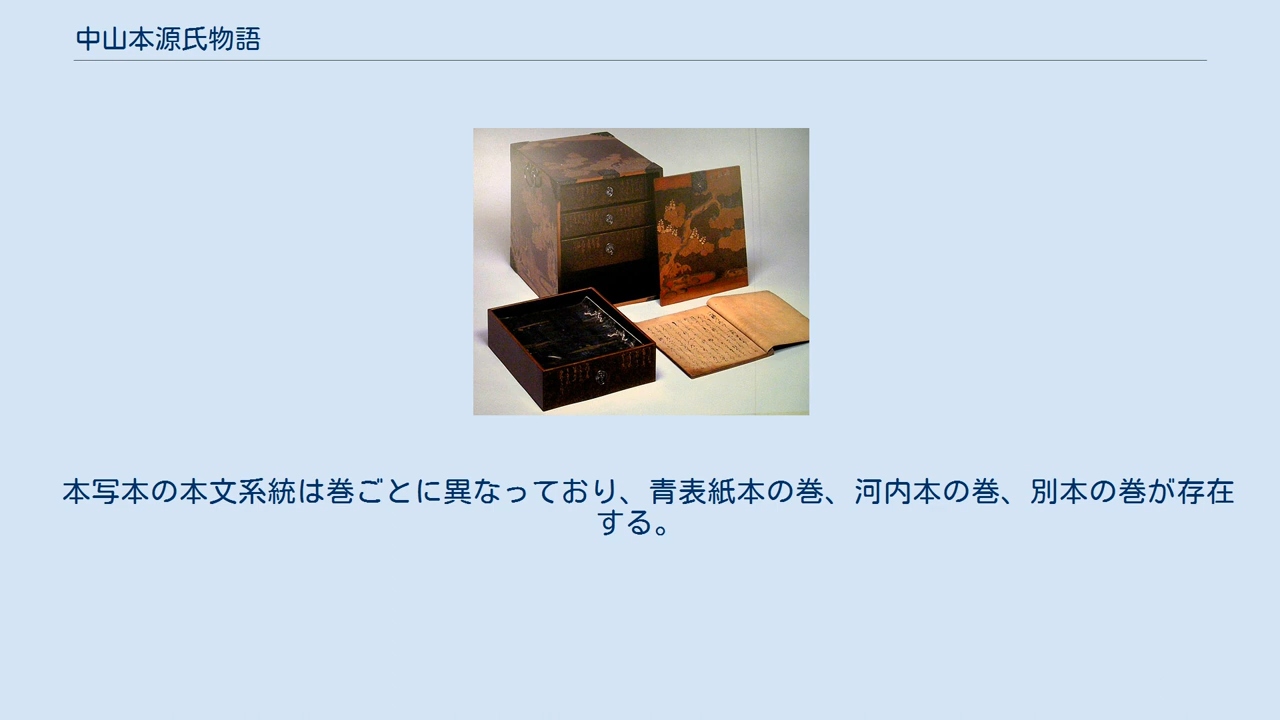 中山本源氏物語
本写本の本文系統は巻ごとに異なっており、青表紙本の巻、河内本の巻、別本の巻が存在
する。